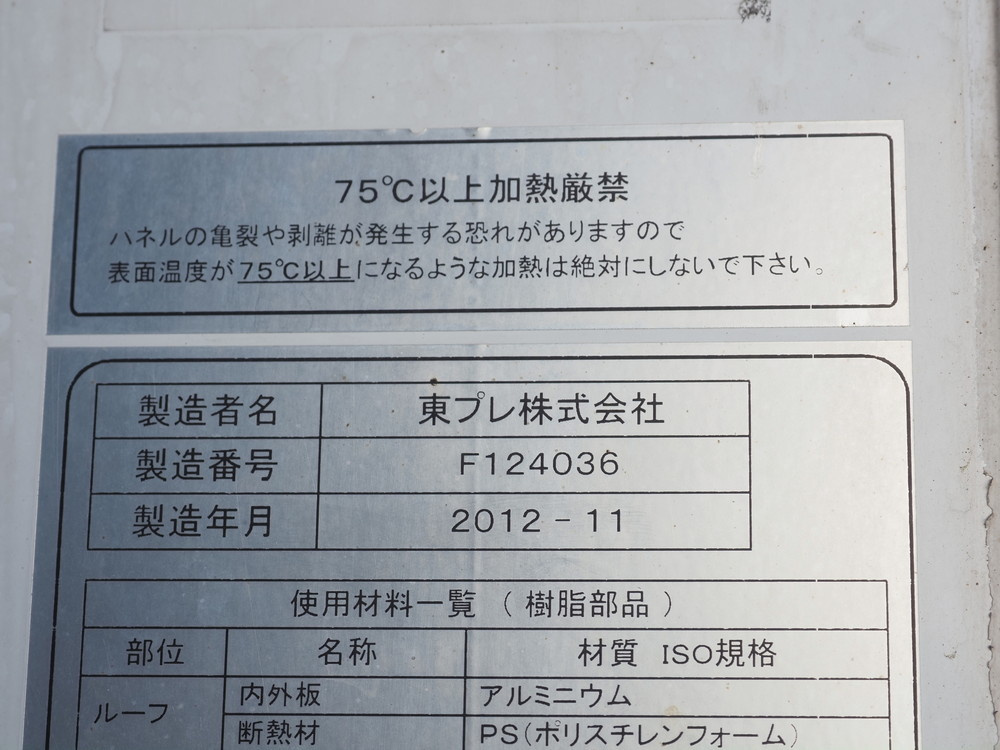 75℃以上加熱厳禁
ハネルの亀裂や剥離が発生する恐れがありますので
表面温度が75℃以上になるような加熱は絶対にしないで下さい。
製造者名 東プレ株式会社
製造番号 F124036
製造年月 2012 - 11
使用材料一覧 （ 樹脂部品 ）
部位 名称 材質 ISO規格
ルーフ 内外板 アルミニウム
断熱材 PS（ポリスチレンフォーム）